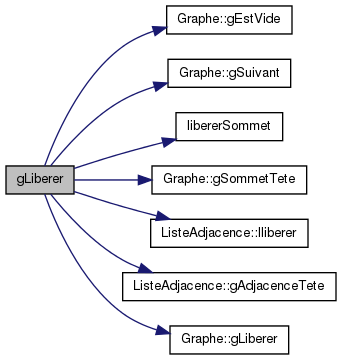 Graphe::gEstVide
Graphe::gSuivant
libererSommet
gLiberer
Graphe::gSommetTete
ListeAdjacence::lliberer
ListeAdjacence::gAdjacenceTete
Graphe::gLiberer